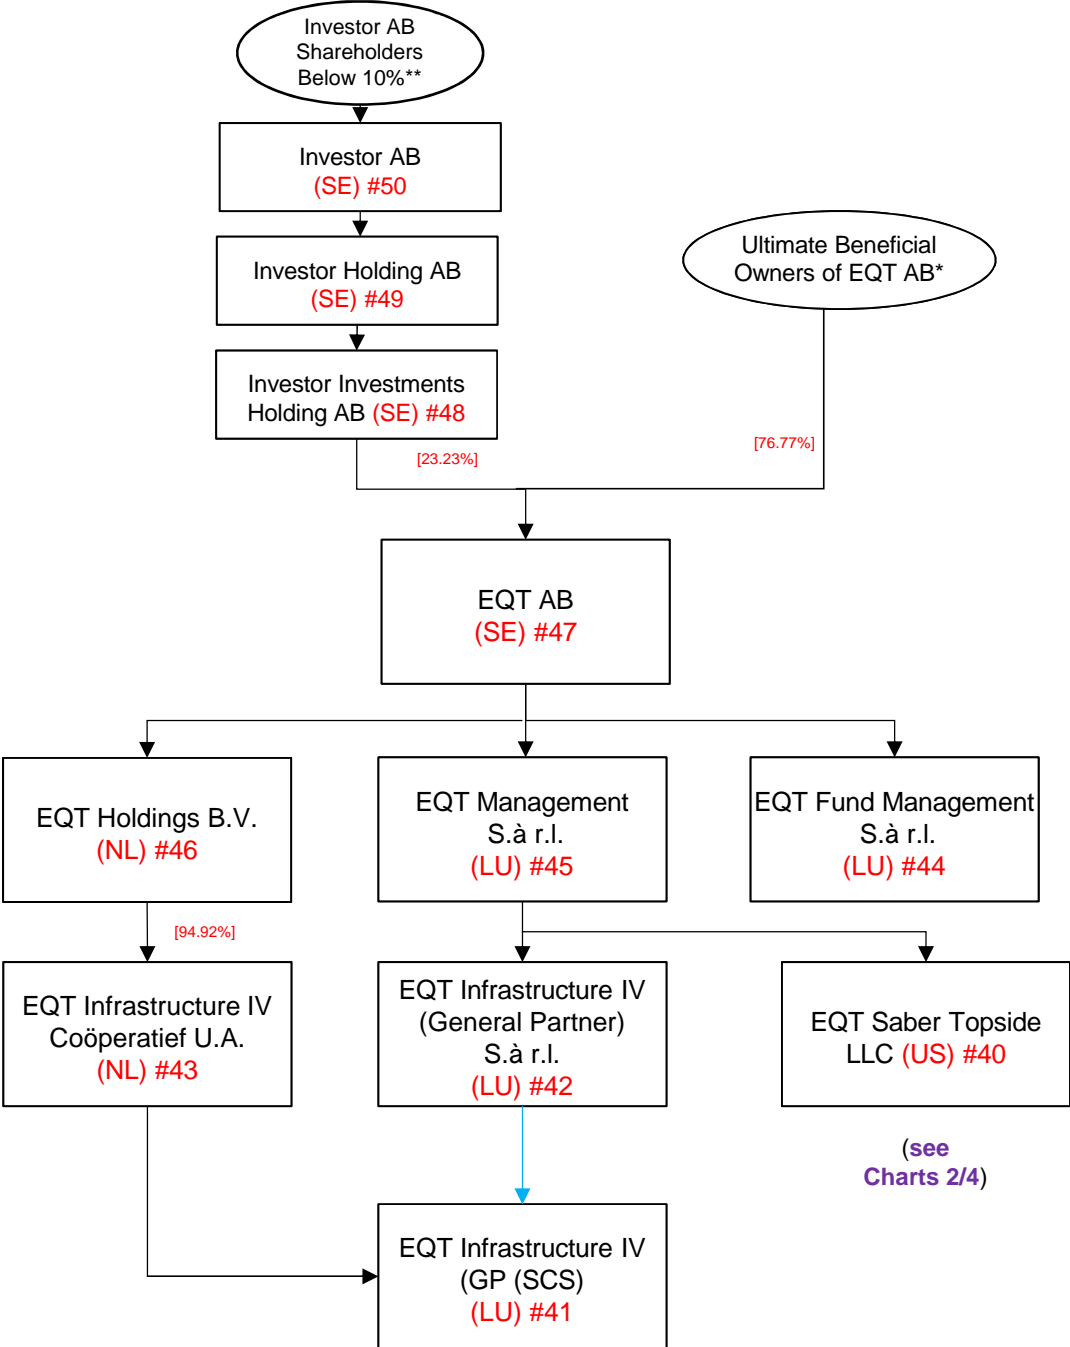 Investor AB
Shareholders
Below 10%**
Investor AB
(SE) #50
Investor Holding AB
(SE) #49
Ultimate Beneficial
Owners of EQT AB*
Investor Investments
Holding AB (SE) #48
[23.23%]
[76.77%]
EQT AB
(SE) #47
EQT Holdings B.V.
(NL) #46
EQT Management
S.à r.l.
(LU) #45
EQT Fund Management
S.à r.l.
(LU) #44
[94.92%]
EQT Infrastructure IV
Coöperatief U.A.
(NL) #43
EQT Infrastructure IV
(General Partner)
S.à r.l.
(LU) #42
EQT Saber Topside
LLC (US) #40
(see
Charts 2/4)
EQT Infrastructure IV
(GP (SCS)
(LU) #41